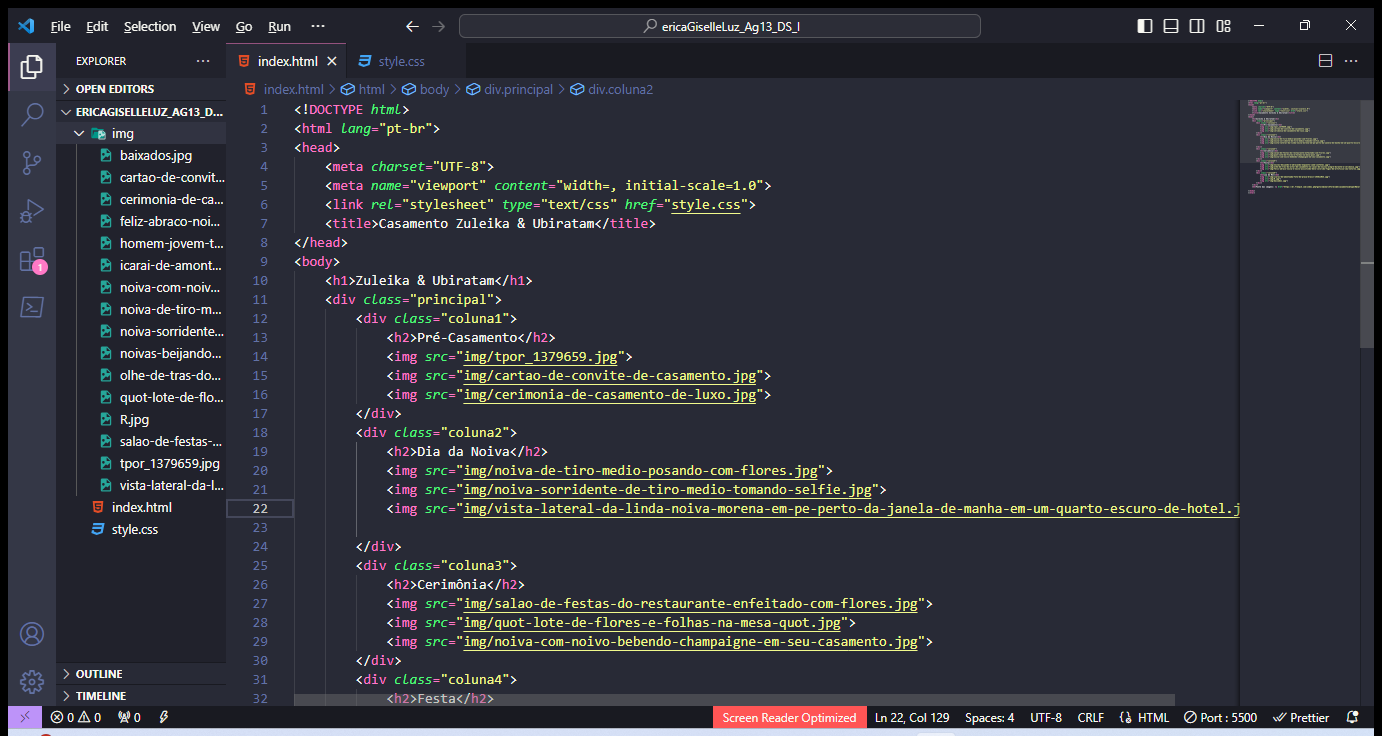 File Edit Selection View Go Run ···
ericaGiselleLuz_Ag13_DS_I
EXPLORER ···
OPEN EDITORS
ERICAGISELLELUZ_AG13_D...
img
baixados.jpg
cartao-de-convit...
cerimonia-de-ca...
feliz-abraco-noi...
homem-jovem-t...
icarai-de-amont...
noiva-com-noiv...
noiva-de-tiro-m...
noiva-sorridente...
noivas-beijando...
olhe-de-tras-do...
quot-lote-de-flo...
R.jpg
salao-de-festas-...
tpor_1379659.jpg
vista-lateral-da-l...
index.html
style.css
OUTLINE
TIMELINE
1
index.html style.css
index.html > html > body > div.principal > div.coluna2
1 <!DOCTYPE html>
2 <html lang="pt-br">
3 <head>
4 <meta charset="UTF-8">
5 <meta name="viewport" content="width=, initial-scale=1.0">
6 <link rel="stylesheet" type="text/css" href="style.css">
7 <title>Casamento Zuleika & Ubiratam</title>
8 </head>
9 <body>
10 <h1>Zuleika & Ubiratam</h1>
11 <div class="principal">
12 <div class="coluna1">
13 <h2>Pré-Casamento</h2>
14 <img src="img/tpor_1379659.jpg">
15 <img src="img/cartao-de-convite-de-casamento.jpg">
16 <img src="img/cerimonia-de-casamento-de-luxo.jpg">
17 </div>
18 <div class="coluna2">
19 <h2>Dia da Noiva</h2>
20 <img src="img/noiva-de-tiro-medio-posando-com-flores.jpg">
21 <img src="img/noiva-sorridente-de-tiro-medio-tomando-selfie.jpg">
22 <img src="img/vista-lateral-da-linda-noiva-morena-em-pe-perto-da-janela-de-manha-em-um-quarto-escuro-de-hotel.j
23
24 </div>
25 <div class="coluna3">
26 <h2>Cerimônia</h2>
27 <img src="img/salao-de-festas-do-restaurante-enfeitado-com-flores.jpg">
28 <img src="img/quot-lote-de-flores-e-folhas-na-mesa-quot.jpg">
29 <img src="img/noiva-com-noivo-bebendo-champaigne-em-seu-casamento.jpg">
30 </div>
31 <div class="coluna4">
32 <h2>Festa</h2>
0 0 0 Screen Reader Optimized Ln 22, Col 129 Spaces: 4 UTF-8 CRLF HTML Port : 5500 Prettier